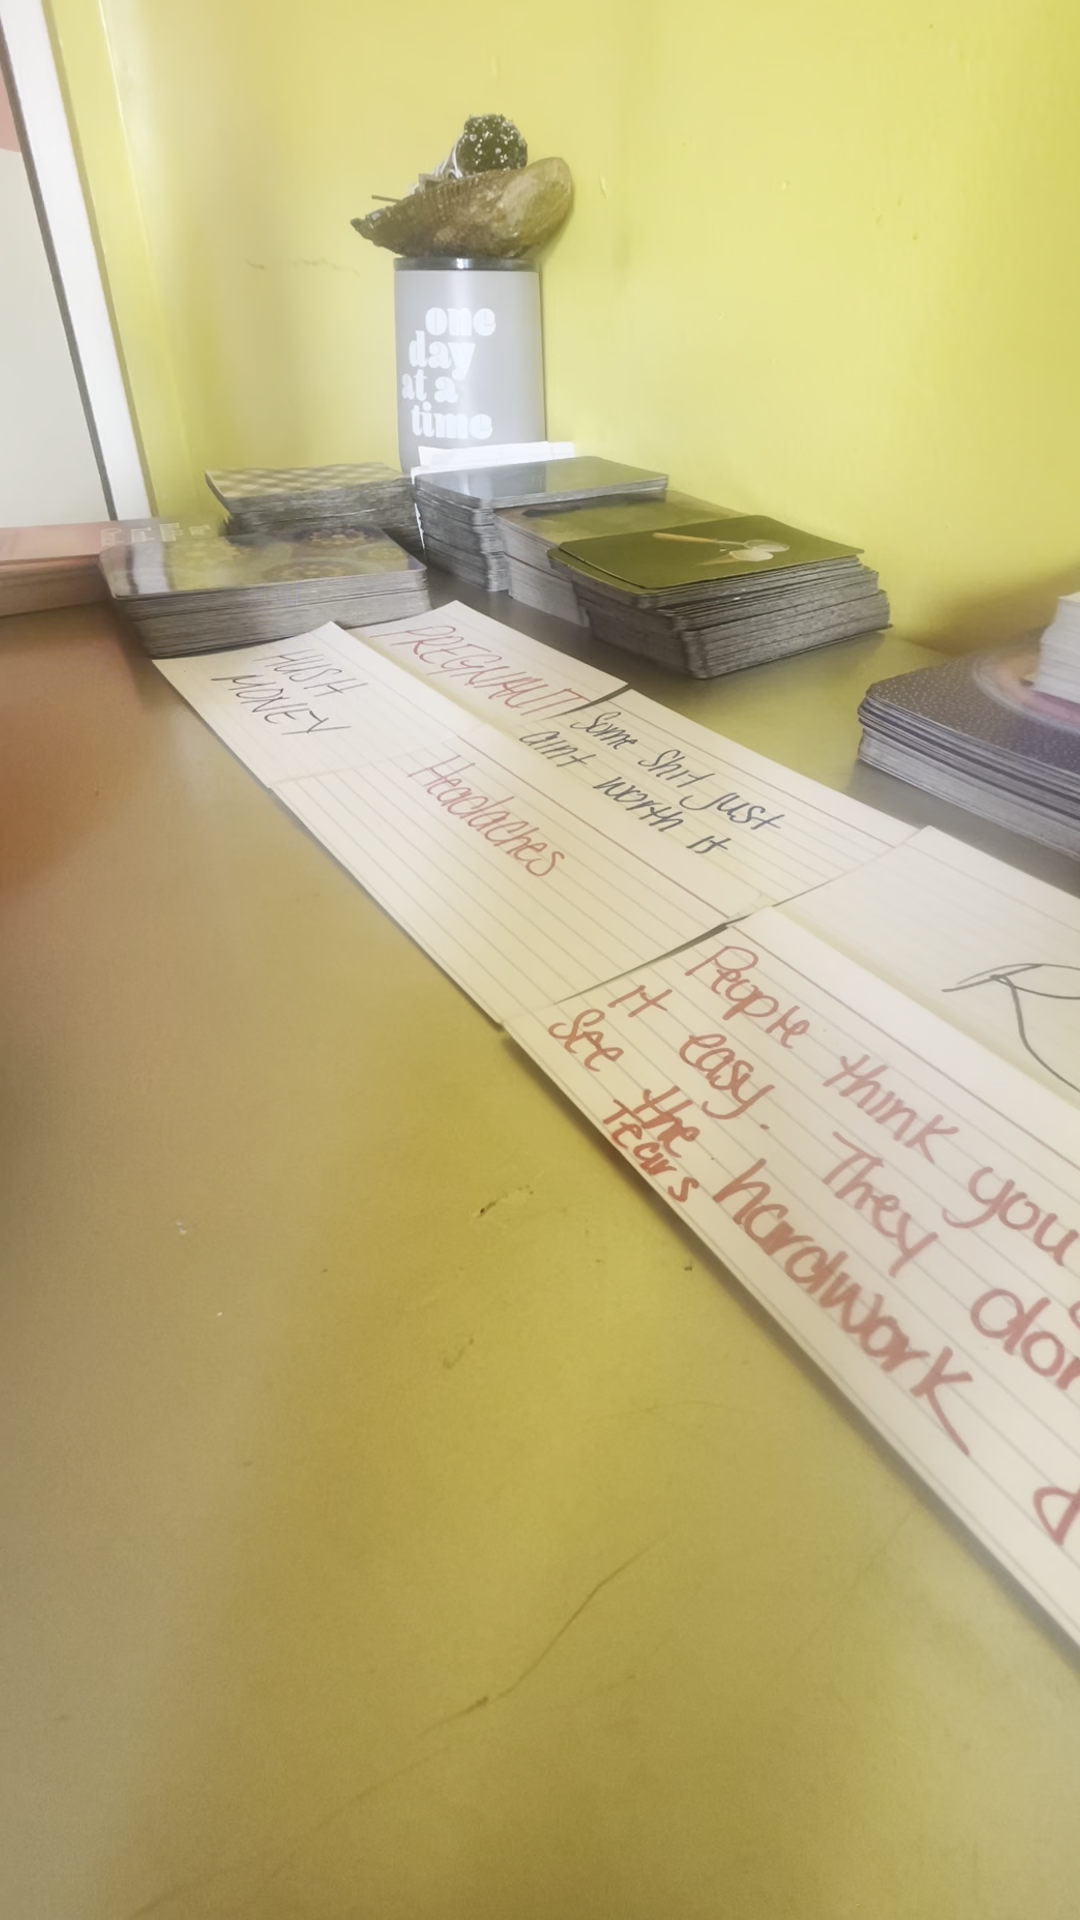 one
day
at a
time
HUSH
MONEY
PREGNANT
Some Shit just
aint worth it
Headaches
R
People think you
it easy. They don
See the hardwork
Tears